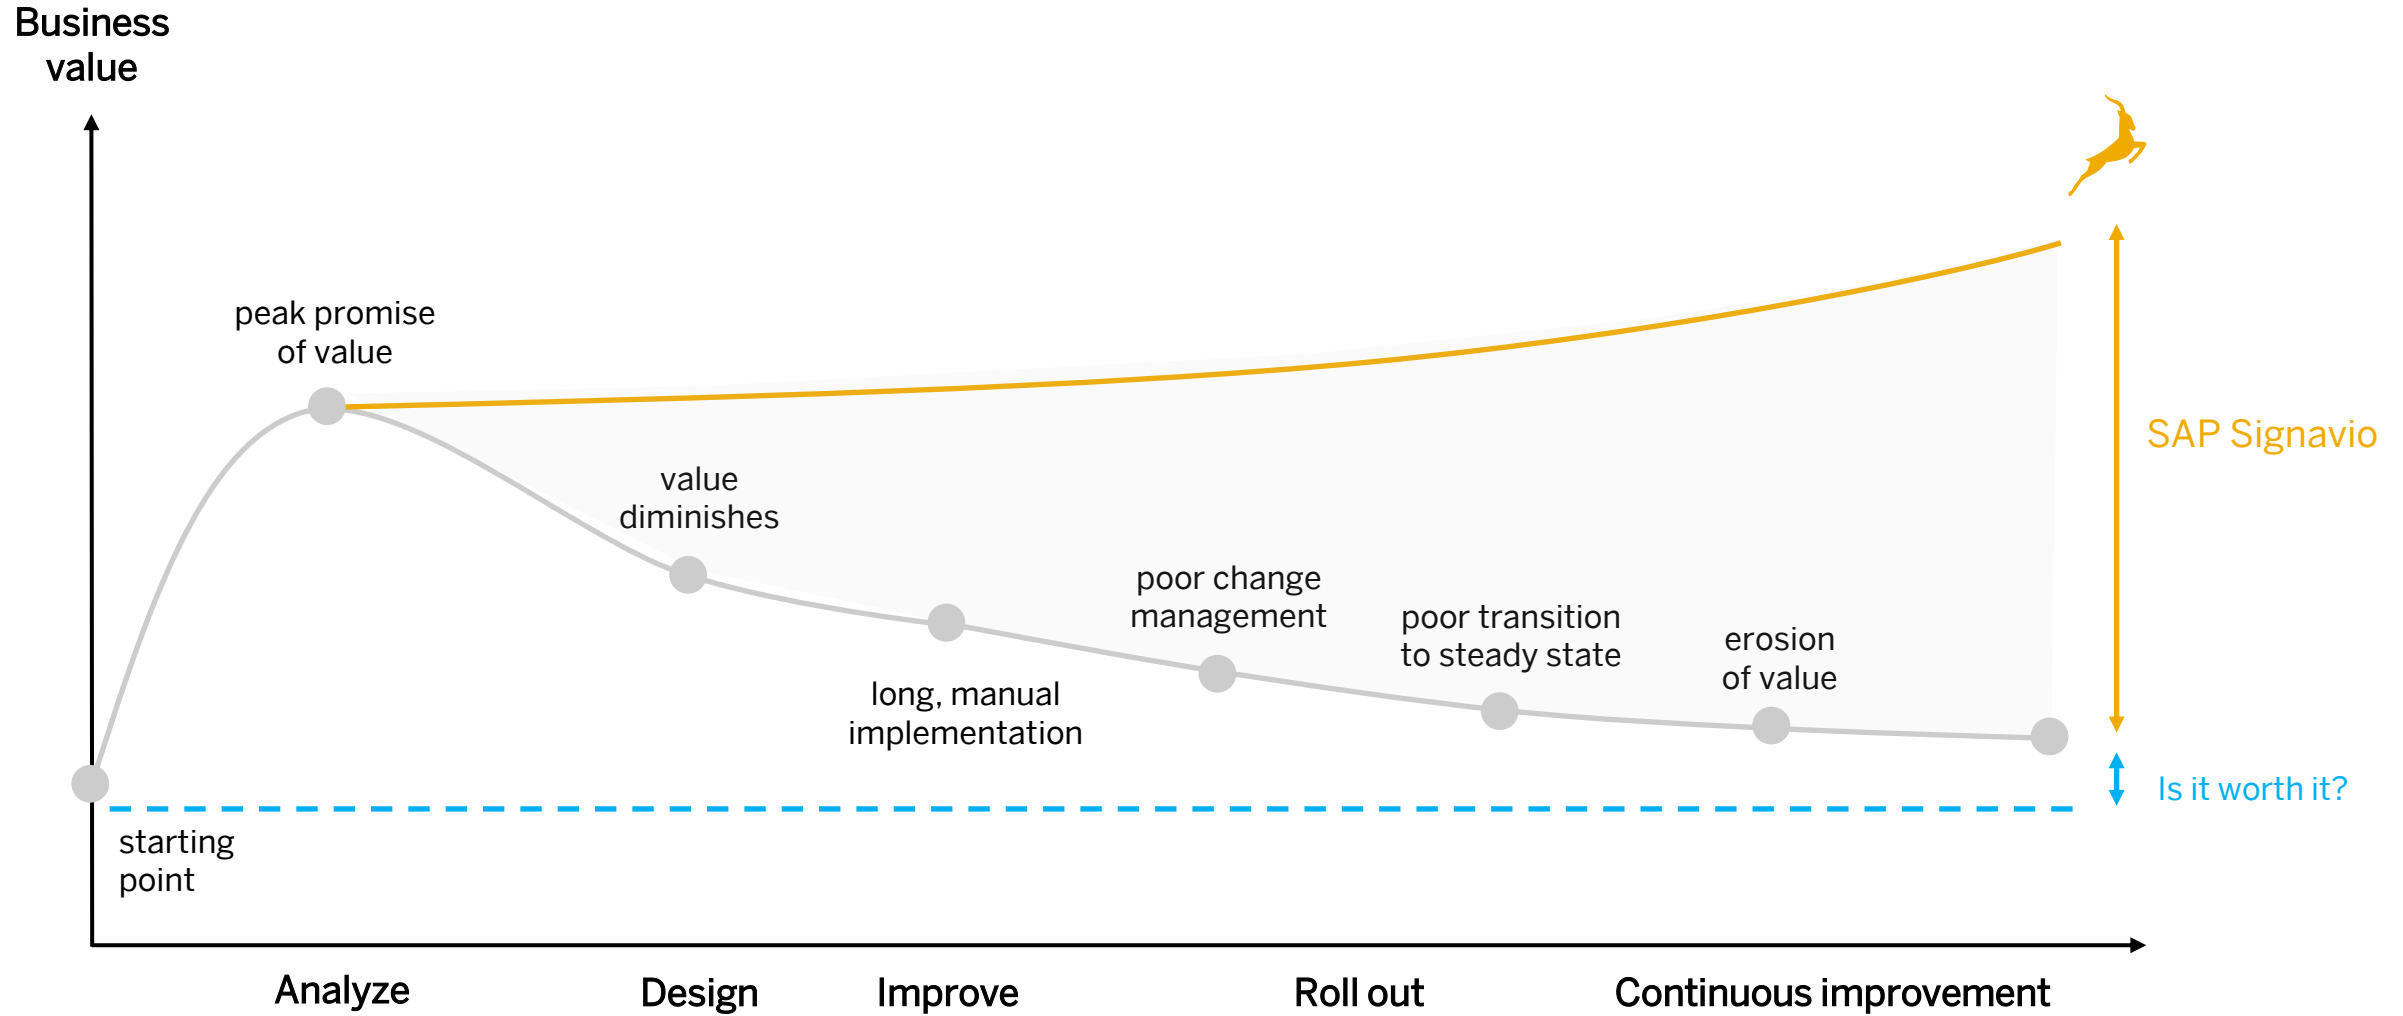 Business
value
peak promise
of value
value
diminishes
poor change
management
poor transition
to steady state
erosion
of value
long, manual
implementation
SAP Signavio
Is it worth it?
starting
point
Analyze
Design
Improve
Roll out
Continuous improvement